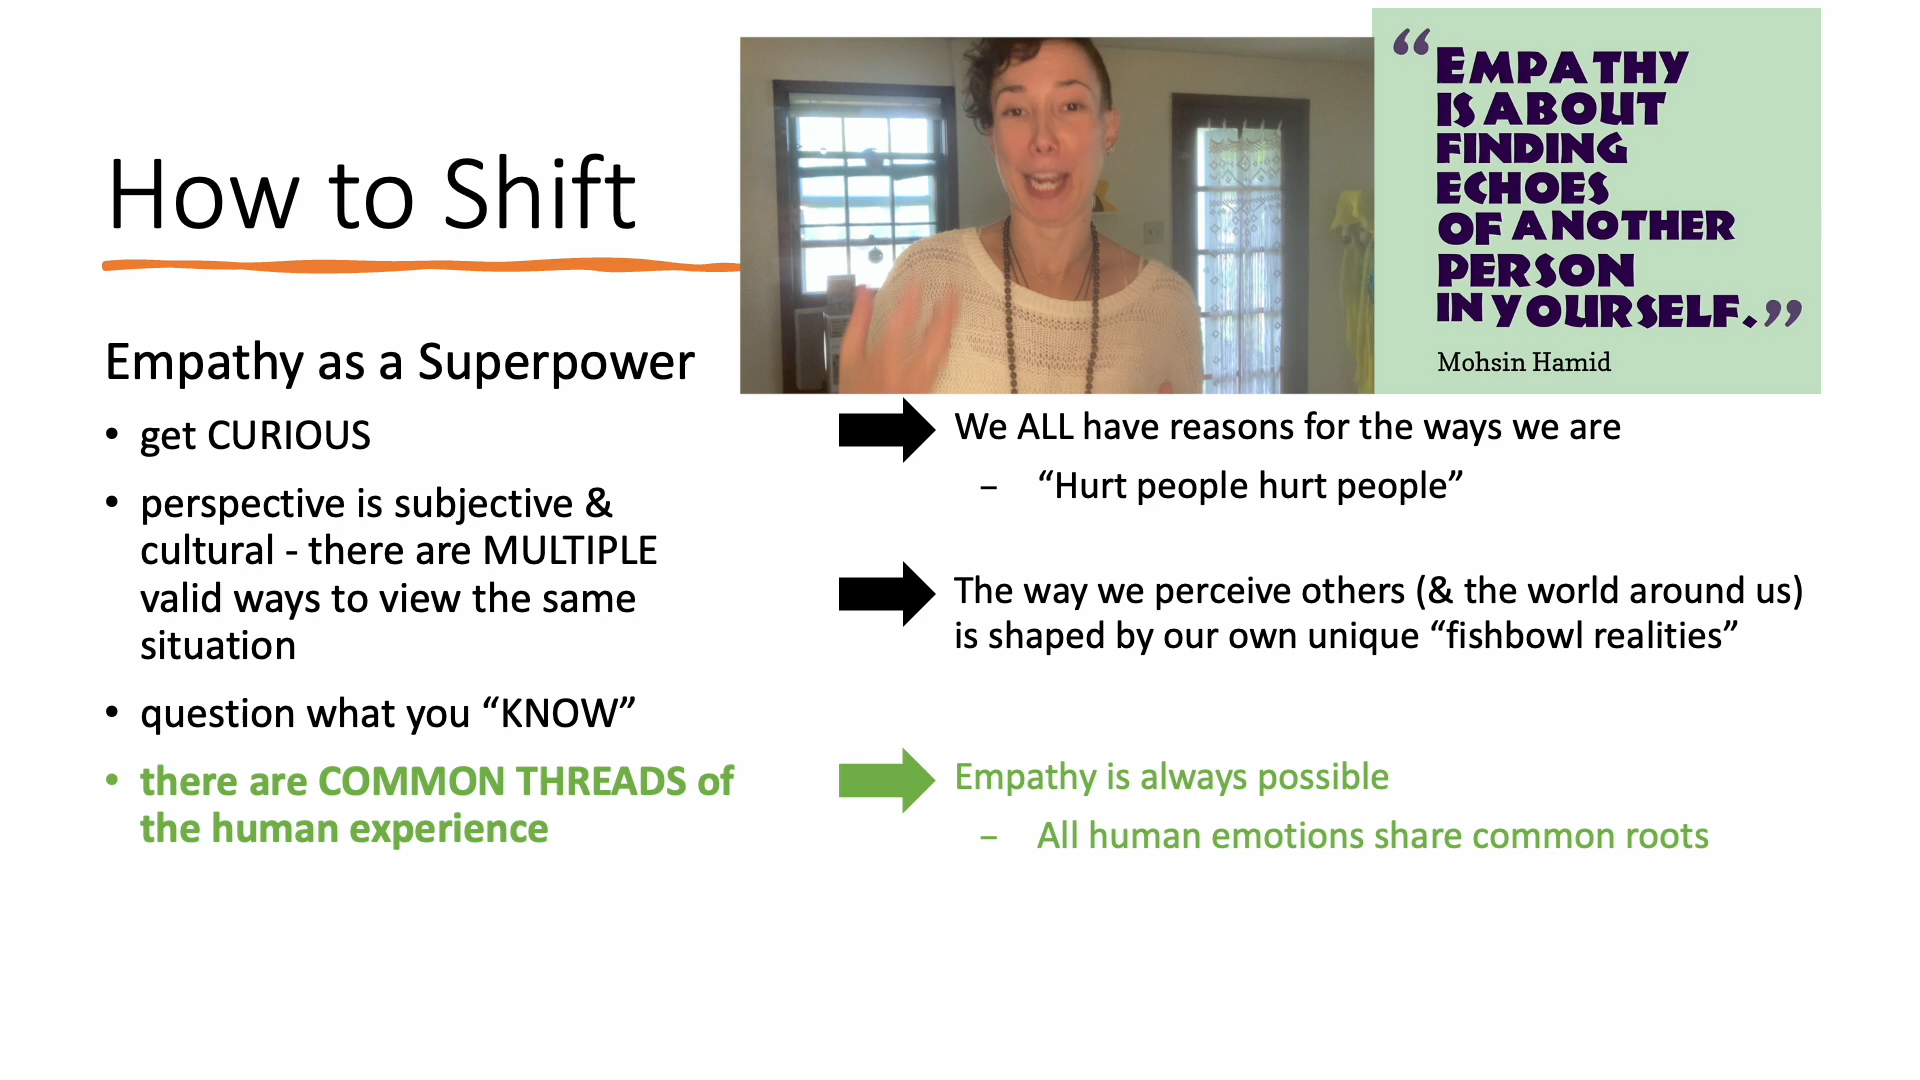 How to Shift
Empathy as a Superpower
• get CURIOUS
• perspective is subjective &
cultural - there are MULTIPLE
valid ways to view the same
situation
• question what you “KNOW”
• there are COMMON THREADS of
the human experience
“EMPATHY
IS ABOUT
FINDING
ECHOES
OF ANOTHER
PERSON
IN YOURSELF.”
Mohsin Hamid
We ALL have reasons for the ways we are
– “Hurt people hurt people”
The way we perceive others (& the world around us)
is shaped by our own unique “fishbowl realities”
Empathy is always possible
– All human emotions share common roots